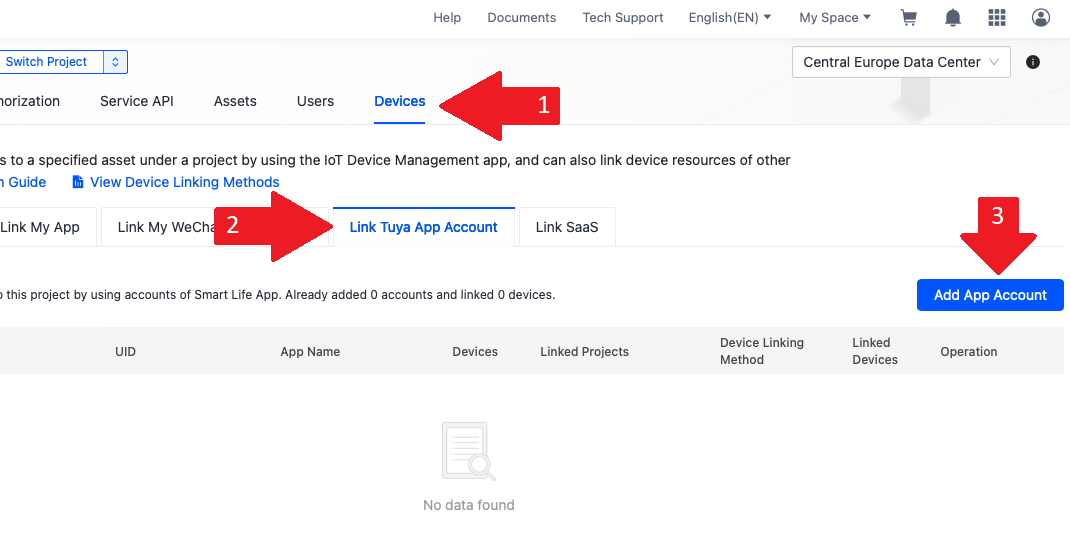 Help Documents Tech Support English(EN) My Space
Switch Project Central Europe Data Center
Service API Assets Users Devices 1
s to a specified asset under a project by using the IoT Device Management app, and can also link device resources of other
Guide View Device Linking Methods
Link My App Link My WeCha 2 Link Tuya App Account Link SaaS 3
this project by using accounts of Smart Life App. Already added 0 accounts and linked 0 devices. Add App Account
UID App Name Devices Linked Projects Device Linking Method Linked Devices Operation
No data found